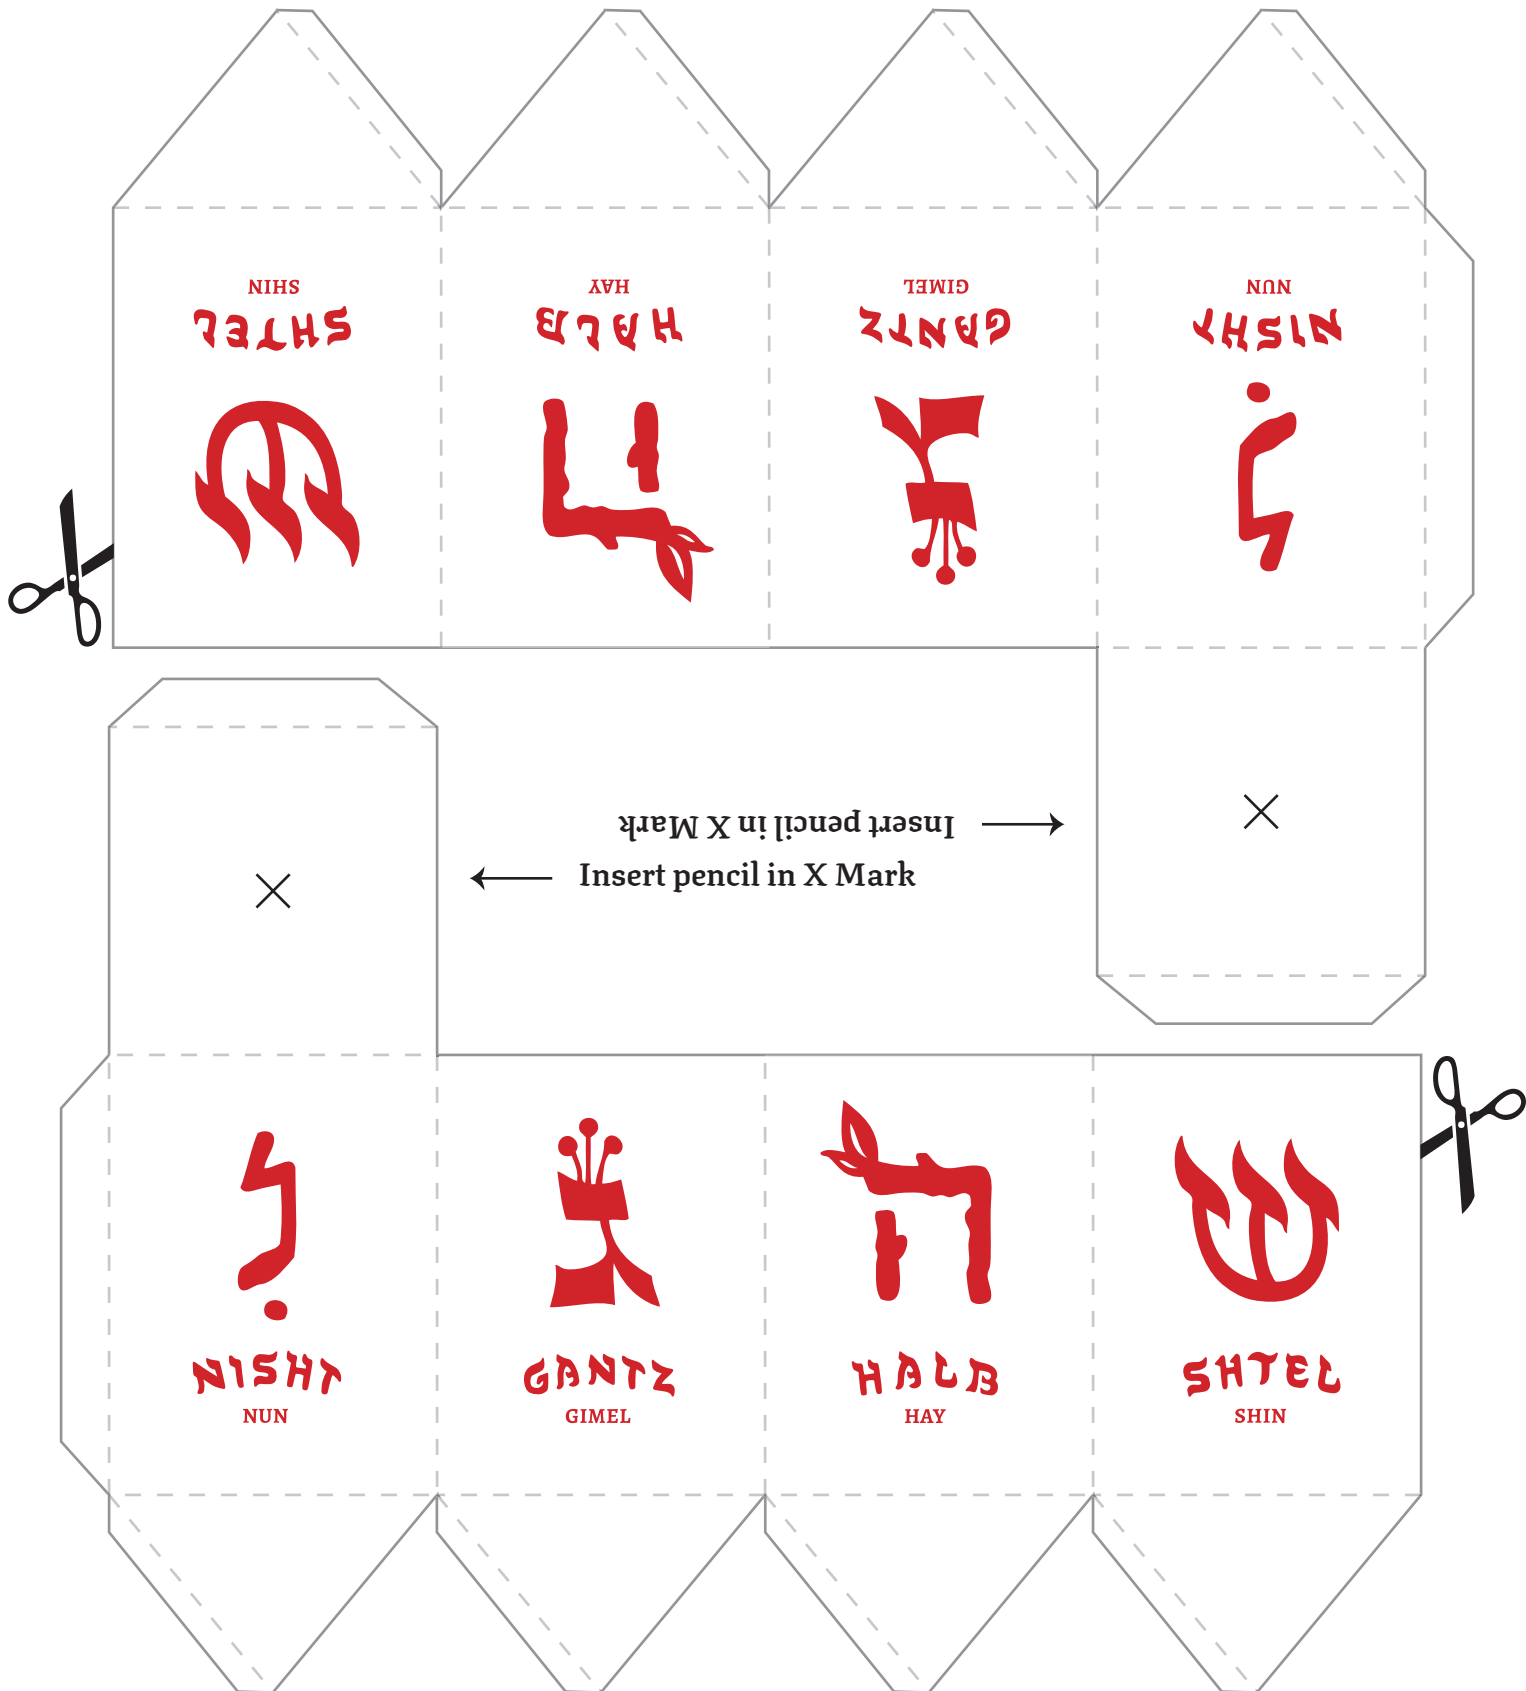 נ ג ה ש
NISHT GANTZ HALB SHTEL
NUN GIMEL HAY SHIN
Insert pencil in X Mark
Insert pencil in X Mark
נ ג ה ש
NISHT GANTZ HALB SHTEL
NUN GIMEL HAY SHIN